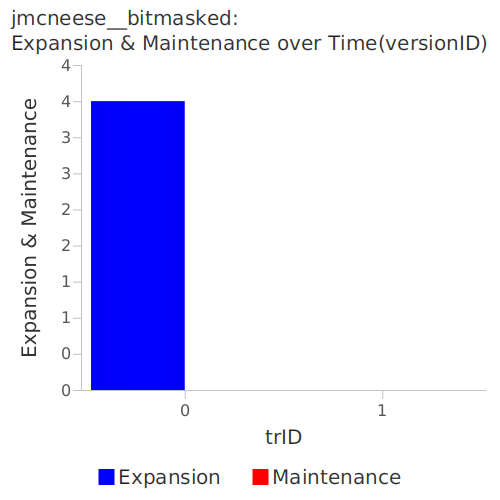 jmcneese__bitmasked:
Expansion & Maintenance over Time(versionID)
Expansion & Maintenance
4
4
3
3
2
2
1
1
0
0
0 1
trID
Expansion Maintenance